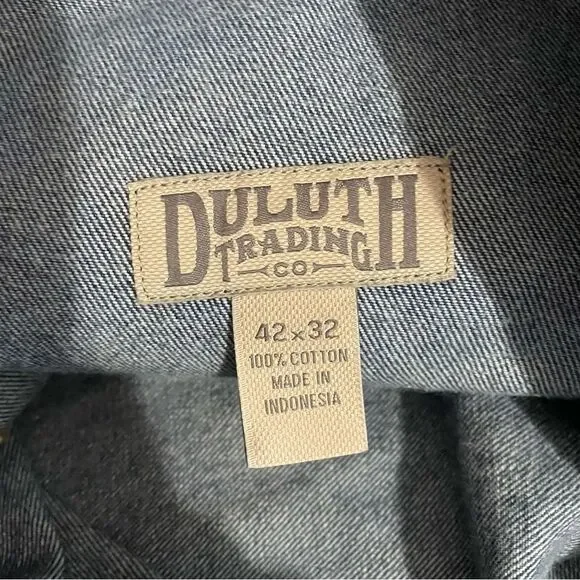 DULUTH
TRADING
CO
42x32
100% COTTON
MADE IN
INDONESIA